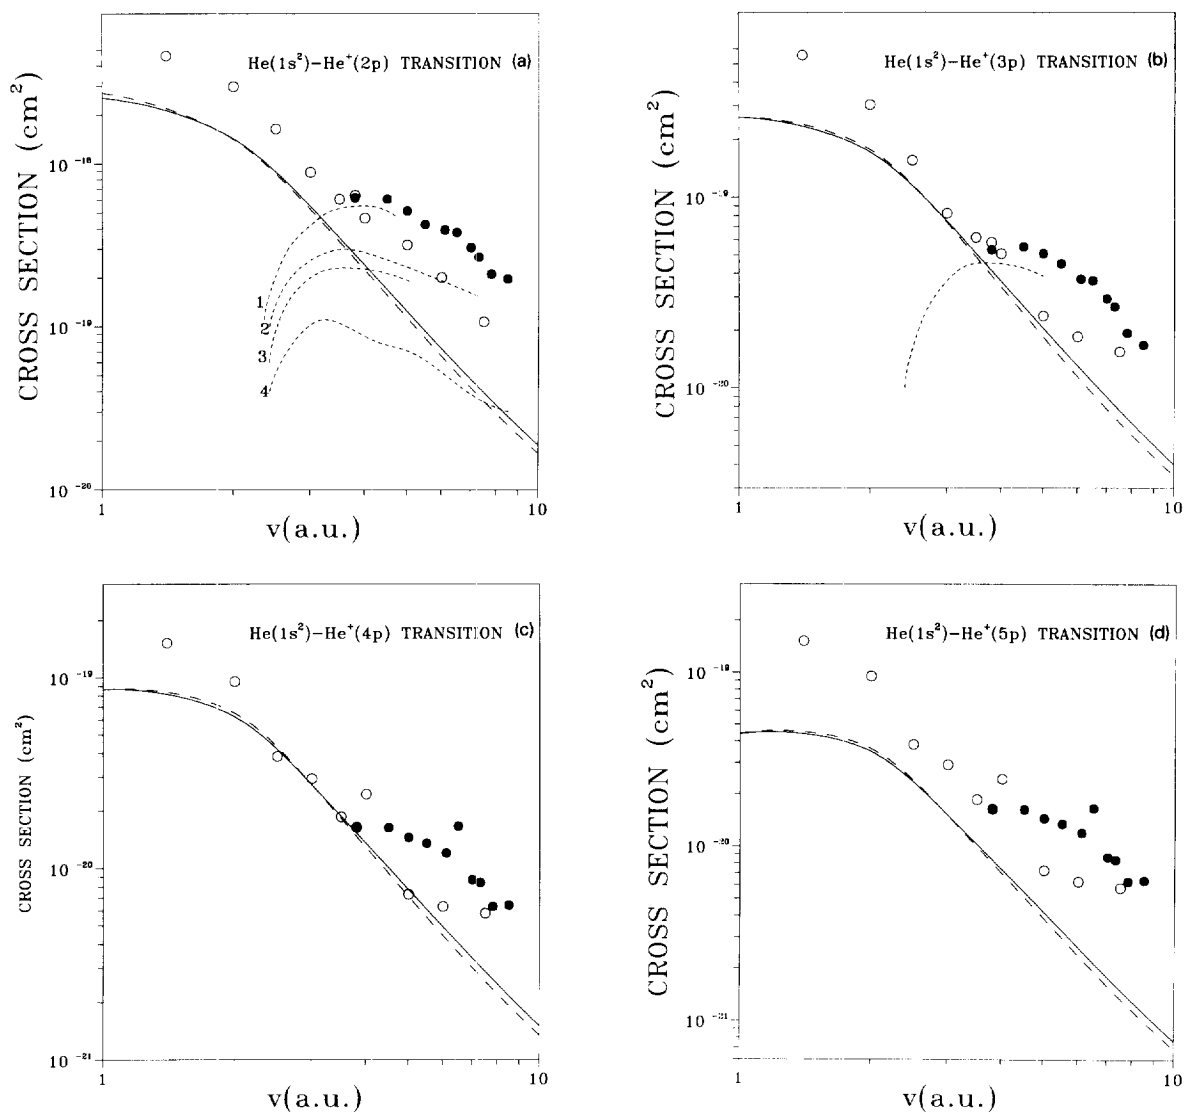 He(1s²)−He⁺(2p) TRANSITION (a)
CROSS SECTION (cm²)
10⁻¹⁸
10⁻¹⁹
10⁻²⁰
1
2
3
4
1
10
v(a.u.)
He(1s²)−He⁺(3p) TRANSITION (b)
CROSS SECTION (cm²)
10⁻¹⁹
10⁻²⁰
1
10
v(a.u.)
He(1s²)−He⁺(4p) TRANSITION (c)
CROSS SECTION (cm²)
10⁻¹⁹
10⁻²⁰
10⁻²¹
1
10
v(a.u.)
He(1s²)−He⁺(5p) TRANSITION (d)
CROSS SECTION (cm²)
10⁻¹⁹
10⁻²⁰
10⁻²¹
1
10
v(a.u.)